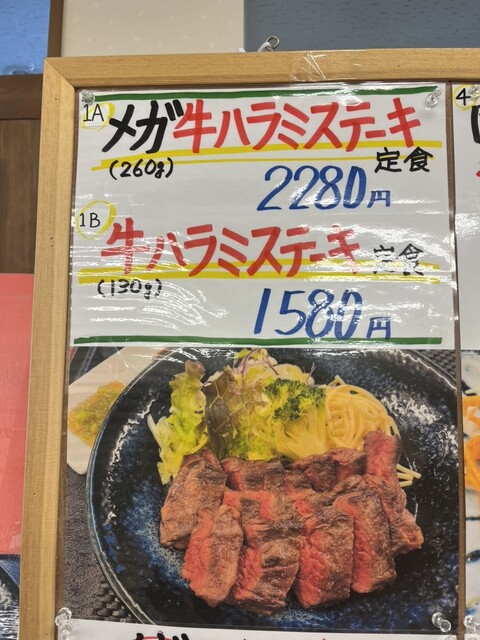 1A
メガ牛ハラミステーキ
(260g) 定食
2280円
1B
牛ハラミステーキ 定食
(130g)
1580円
4